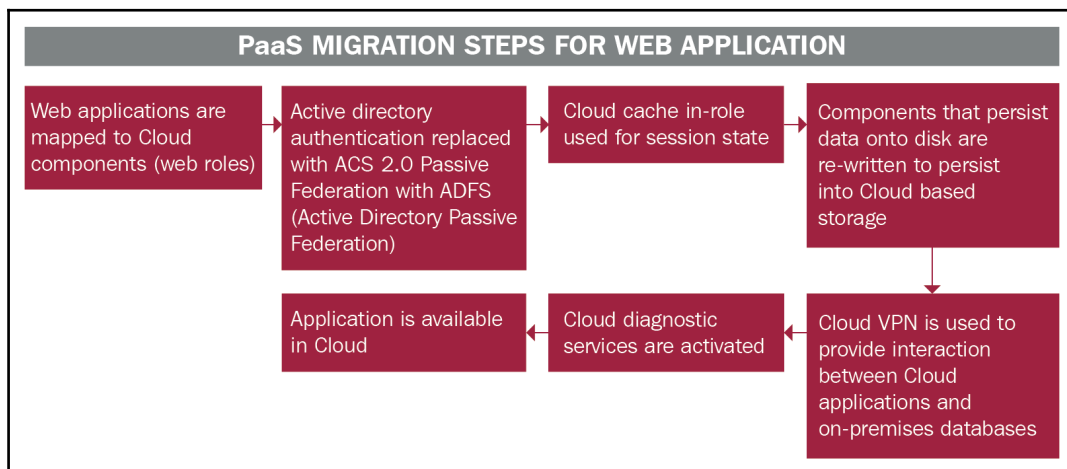 PaaS MIGRATION STEPS FOR WEB APPLICATION
Web applications are
mapped to Cloud
components (web roles)
Active directory
authentication replaced
with ACS 2.0 Passive
Federation with ADFS
(Active Directory Passive
Federation)
Cloud cache in-role
used for session state
Components that persist
data onto disk are
re-written to persist
into Cloud based
storage
Cloud VPN is used to
provide interaction
between Cloud
applications and
on-premises databases
Cloud diagnostic
services are activated
Application is available
in Cloud